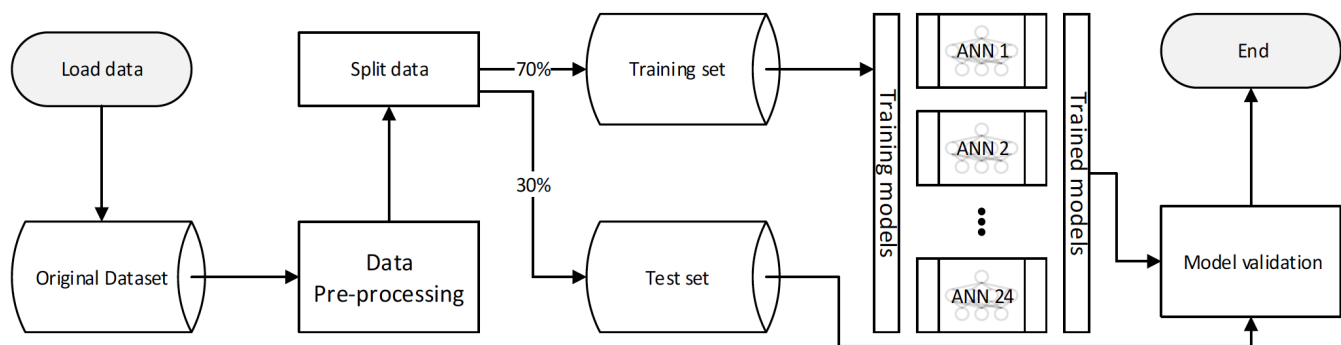 Load data
Original Dataset
Data
Pre-processing
Split data
70%
30%
Training set
Test set
Training models
ANN 1
ANN 2
ANN 24
Trained models
Model validation
End